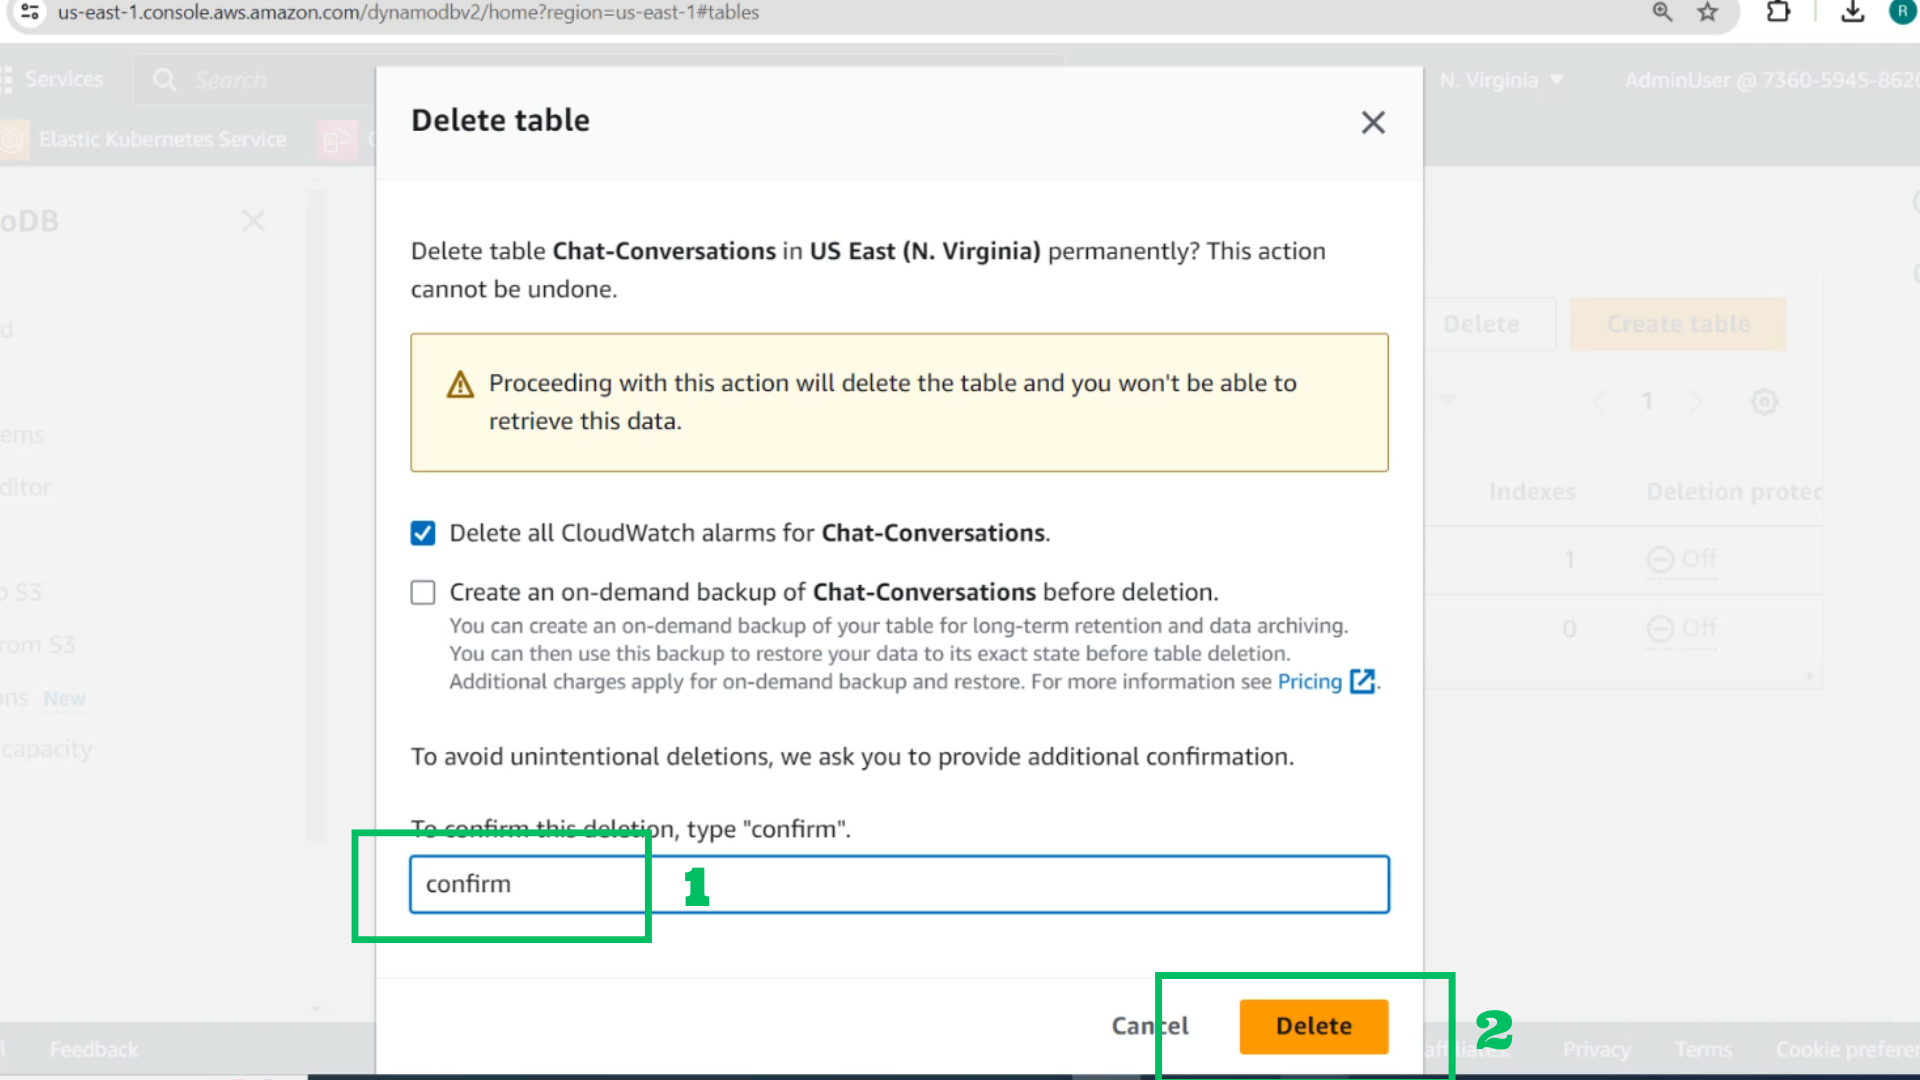 us-east-1.console.aws.amazon.com/dynamodbv2/home?region=us-east-1#tables
R
Services
Search
N. Virginia
AdminUser @ 7360-5945-862
Elastic Kubernetes Service
Delete table
oDB
Delete table Chat-Conversations in US East (N. Virginia) permanently? This action
cannot be undone.
Delete
Create table
Proceeding with this action will delete the table and you won't be able to
retrieve this data.
1
Indexes
Deletion protec
Delete all CloudWatch alarms for Chat-Conversations.
1
Off
Create an on-demand backup of Chat-Conversations before deletion.
You can create an on-demand backup of your table for long-term retention and data archiving.
You can then use this backup to restore your data to its exact state before table deletion.
Additional charges apply for on-demand backup and restore. For more information see Pricing.
0
Off
d
ems
ditor
o S3
rom S3
ons New
capacity
To avoid unintentional deletions, we ask you to provide additional confirmation.
To confirm this deletion, type "confirm".
confirm
1
Cancel
Delete
2
Feedback
affiliates.
Privacy
Terms
Cookie preferen